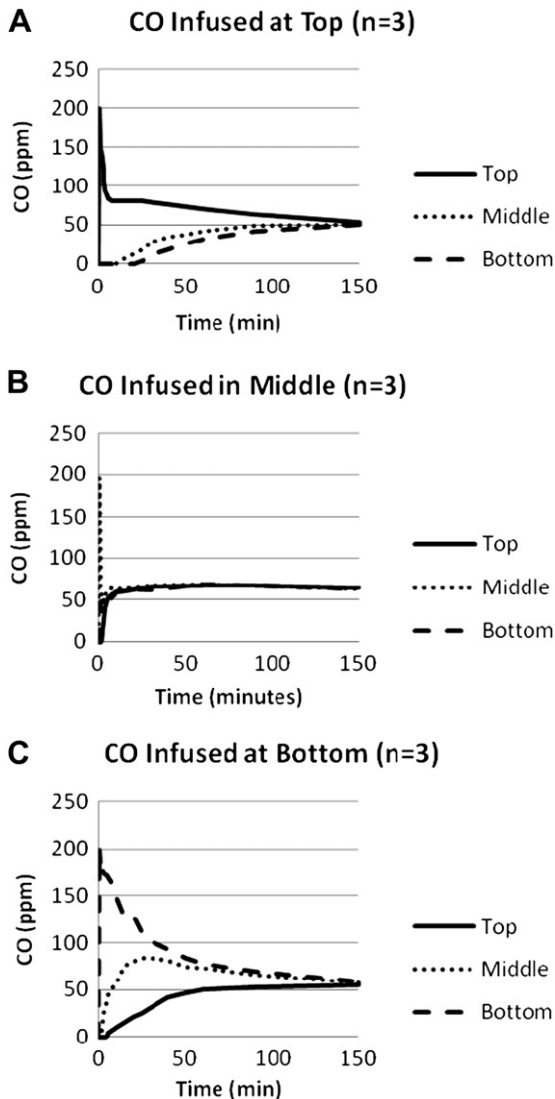 A
CO Infused at Top (n=3)
250
200
150
100
50
0
CO (ppm)
0 50 100 150
Time (min)
Top
Middle
Bottom
B
CO Infused in Middle (n=3)
250
200
150
100
50
0
CO (ppm)
0 50 100 150
Time (minutes)
Top
Middle
Bottom
C
CO Infused at Bottom (n=3)
250
200
150
100
50
0
CO (ppm)
0 50 100 150
Time (min)
Top
Middle
Bottom